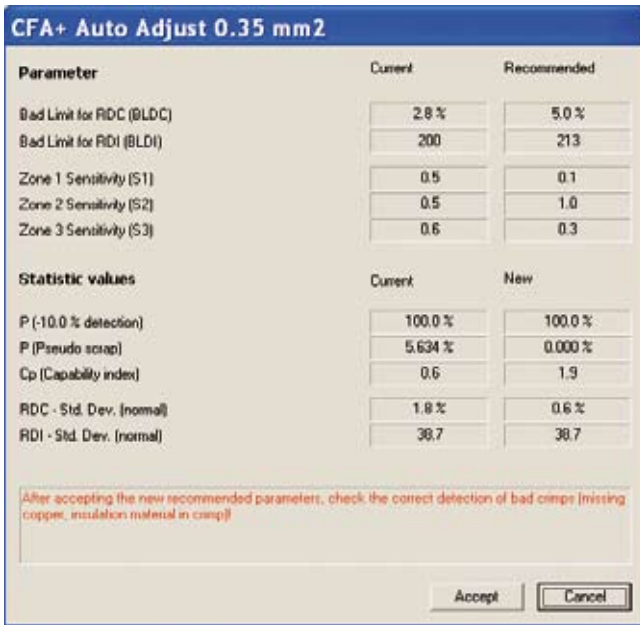 CFA+ Auto Adjust 0.35 mm2
Parameter Current Recommended
Bad Limit for RDC (BLDC) 2.8 % 5.0 %
Bad Limit for RDI (BLDI) 200 213
Zone 1 Sensitivity (S1) 0.5 0.1
Zone 2 Sensitivity (S2) 0.5 1.0
Zone 3 Sensitivity (S3) 0.6 0.3
Statistic values Current New
P (-10.0 % detection) 100.0 % 100.0 %
P (Pseudo scrap) 5.634 % 0.000 %
Cp (Capability index) 0.6 1.9
RDC - Std. Dev. (normal) 1.8 % 0.6 %
RDI - Std. Dev. (normal) 38.7 38.7
After accepting the new recommended parameters, check the correct detection of bad crimps (missing
copper, insulation material in crimp)!
Accept Cancel